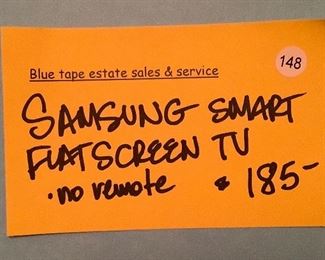 148
Blue tape estate sales & service
SAMSUNG SMART
FLATSCREEN TV
·no remote $185-